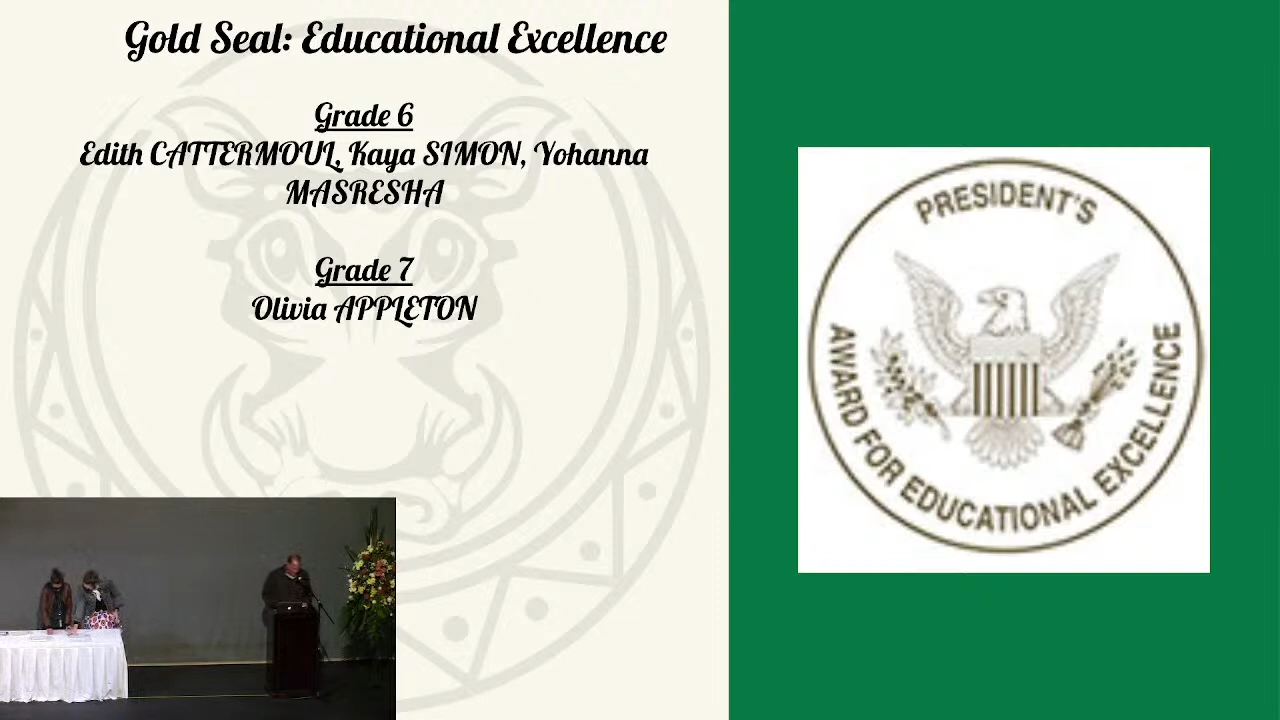 Gold Seal: Educational Excellence
Grade 6
Edith CATTERMOUL, Kaya SIMON, Yohanna
MASRESHA
Grade 7
Olivia APPLETON
PRESIDENT'S
AWARD FOR EDUCATIONAL EXCELLENCE